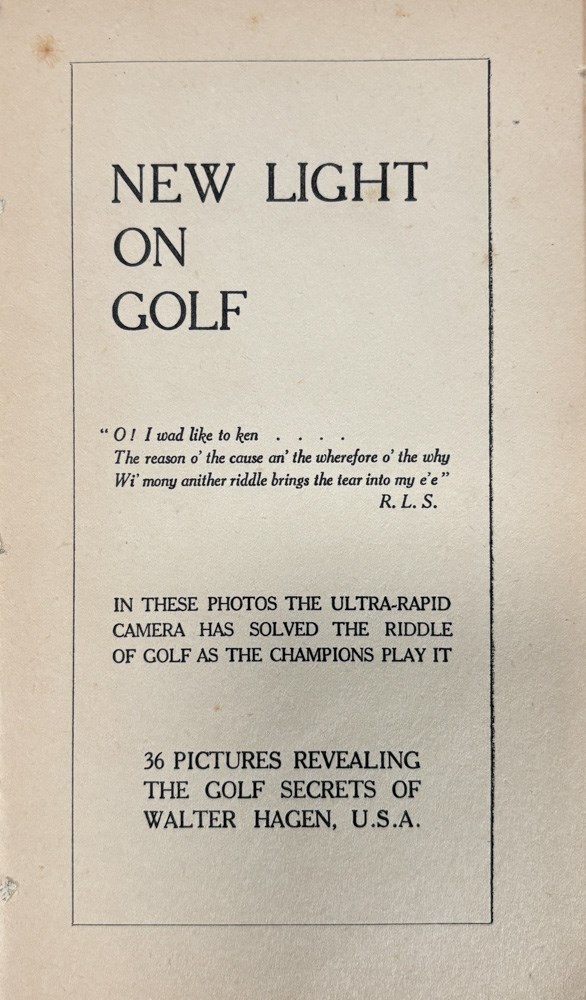 NEW LIGHT
ON
GOLF
" O! I wad like to ken . . . .
The reason o' the cause an' the wherefore o' the why
Wi' mony anither riddle brings the tear into my e'e "
R. L. S.
IN THESE PHOTOS THE ULTRA-RAPID
CAMERA HAS SOLVED THE RIDDLE
OF GOLF AS THE CHAMPIONS PLAY IT
36 PICTURES REVEALING
THE GOLF SECRETS OF
WALTER HAGEN, U.S.A.